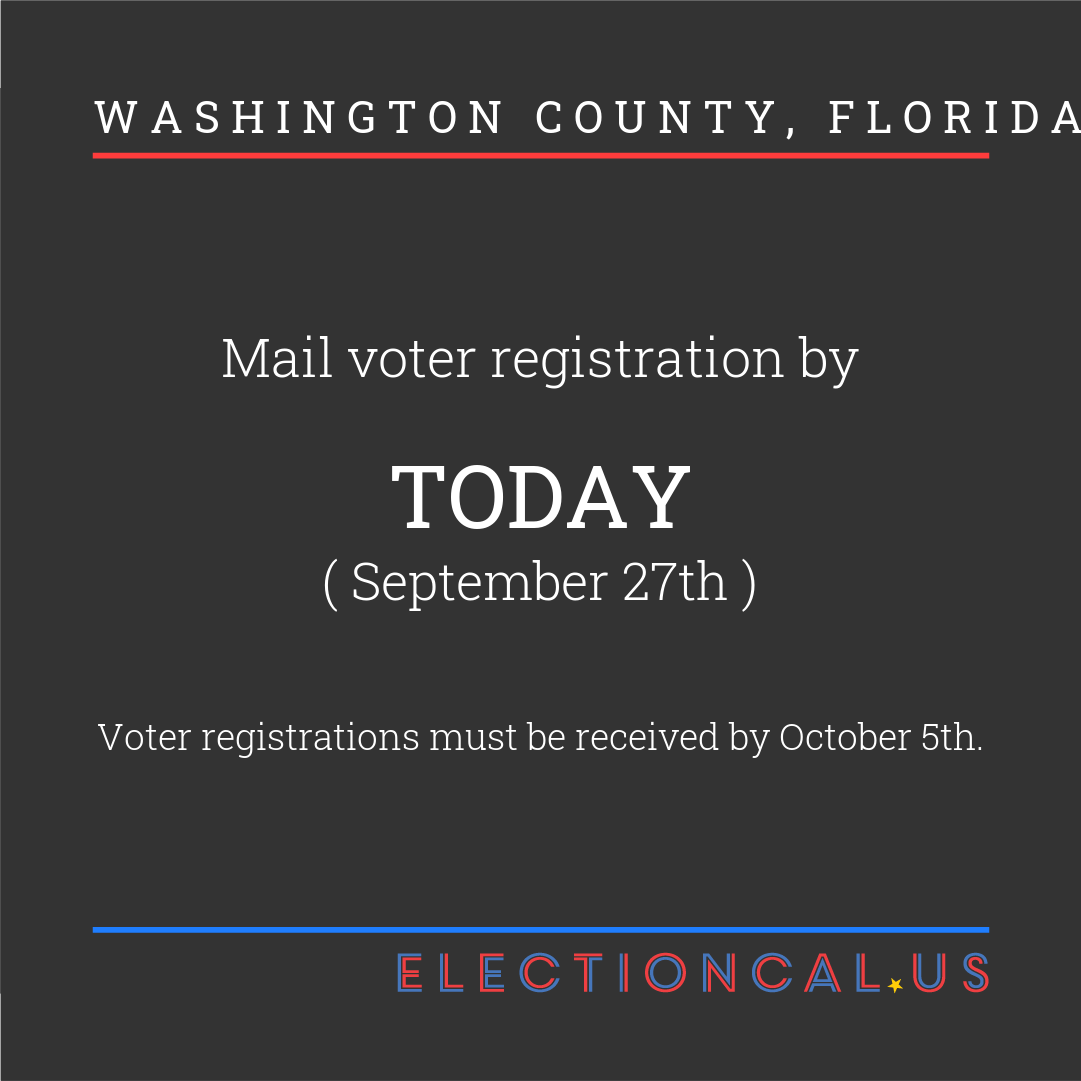 WASHINGTON COUNTY, FLORIDA
Mail voter registration by
TODAY
( September 27th )
Voter registrations must be received by October 5th.
ELECTIONCAL.US